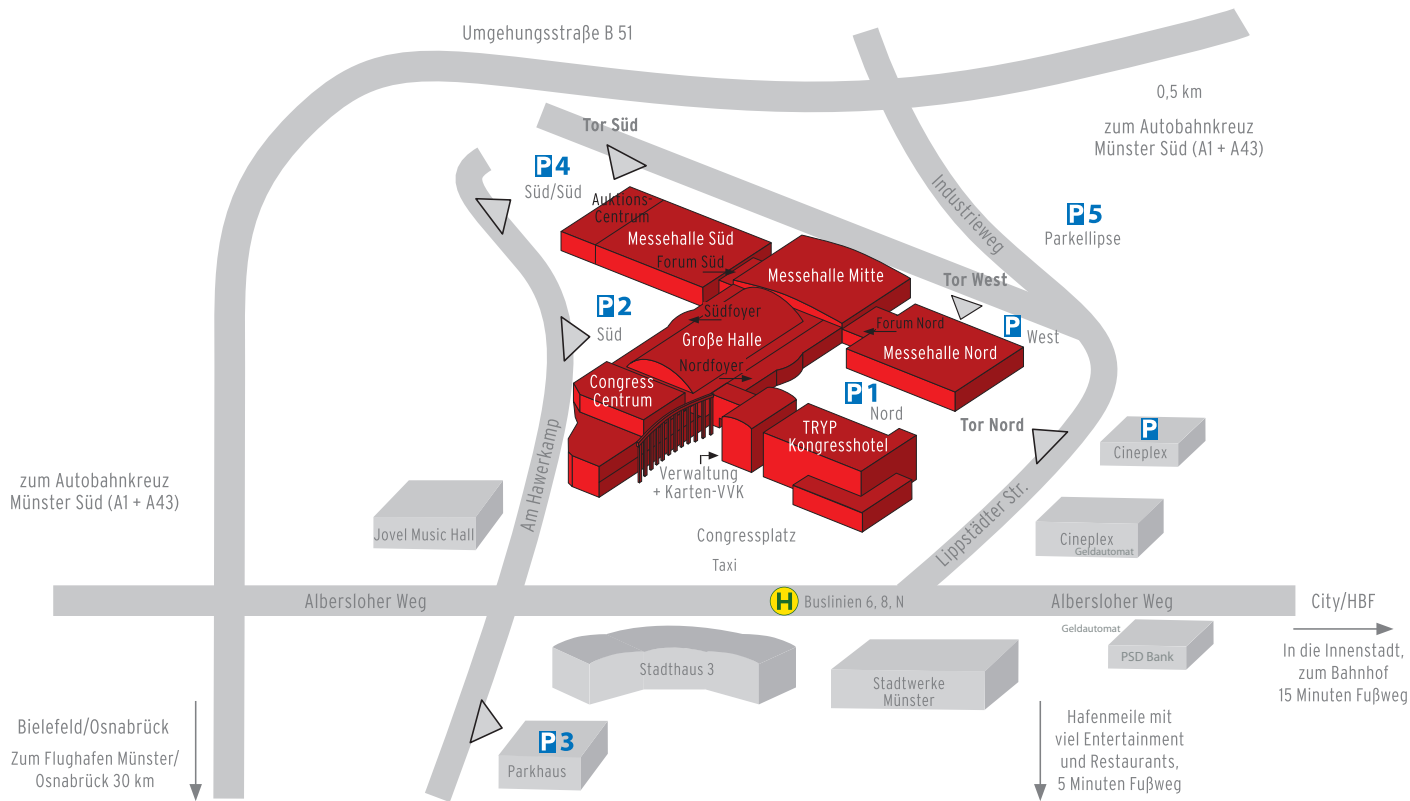 Umgehungsstraße B 51
0,5 km
zum Autobahnkreuz
Münster Süd (A1 + A43)
Tor Süd
P 4
Süd/Süd
Auktions-
Centrum
Messehalle Süd
Forum Süd
Messehalle Mitte
Industrieweg
P 5
Parkellipse
Tor West
P
West
P 2
Süd
Südfoyer
Große Halle
Forum Nord
Messehalle Nord
Nordfoyer
Congress
Centrum
P 1
Nord
TRYP
Kongresshotel
Tor Nord
P
Cineplex
Verwaltung
+ Karten-VVK
zum Autobahnkreuz
Münster Süd (A1 + A43)
Am Hawerkamp
Jovel Music Hall
Lippstädter Str.
Cineplex
Geldautomat
Congressplatz
Taxi
Albersloher Weg
H
Buslinien 6, 8, N
Albersloher Weg
City/HBF
Geldautomat
PSD Bank
In die Innenstadt,
zum Bahnhof
15 Minuten Fußweg
Stadthaus 3
Stadtwerke
Münster
Bielefeld/Osnabrück
Zum Flughafen Münster/
Osnabrück 30 km
P 3
Parkhaus
Hafenmeile mit
viel Entertainment
und Restaurants,
5 Minuten Fußweg